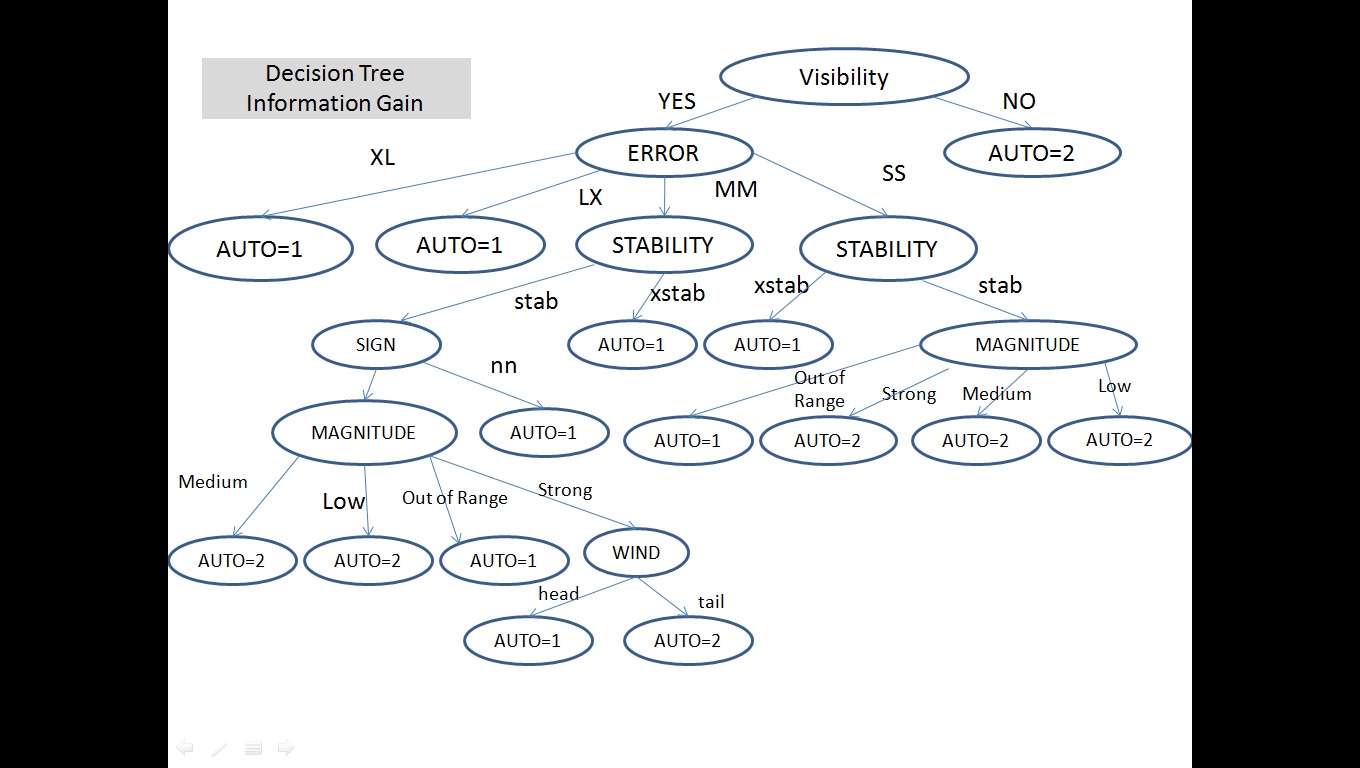 Decision Tree
Information Gain
Visibility
YES
NO
ERROR
AUTO=2
XL
LX
MM
SS
AUTO=1
AUTO=1
STABILITY
STABILITY
stab
xstab
xstab
stab
SIGN
AUTO=1
AUTO=1
MAGNITUDE
nn
Out of
Range
Strong
Medium
Low
MAGNITUDE
AUTO=1
AUTO=1
AUTO=2
AUTO=2
AUTO=2
Medium
Low
Out of Range
Strong
AUTO=2
AUTO=2
AUTO=1
WIND
head
tail
AUTO=1
AUTO=2